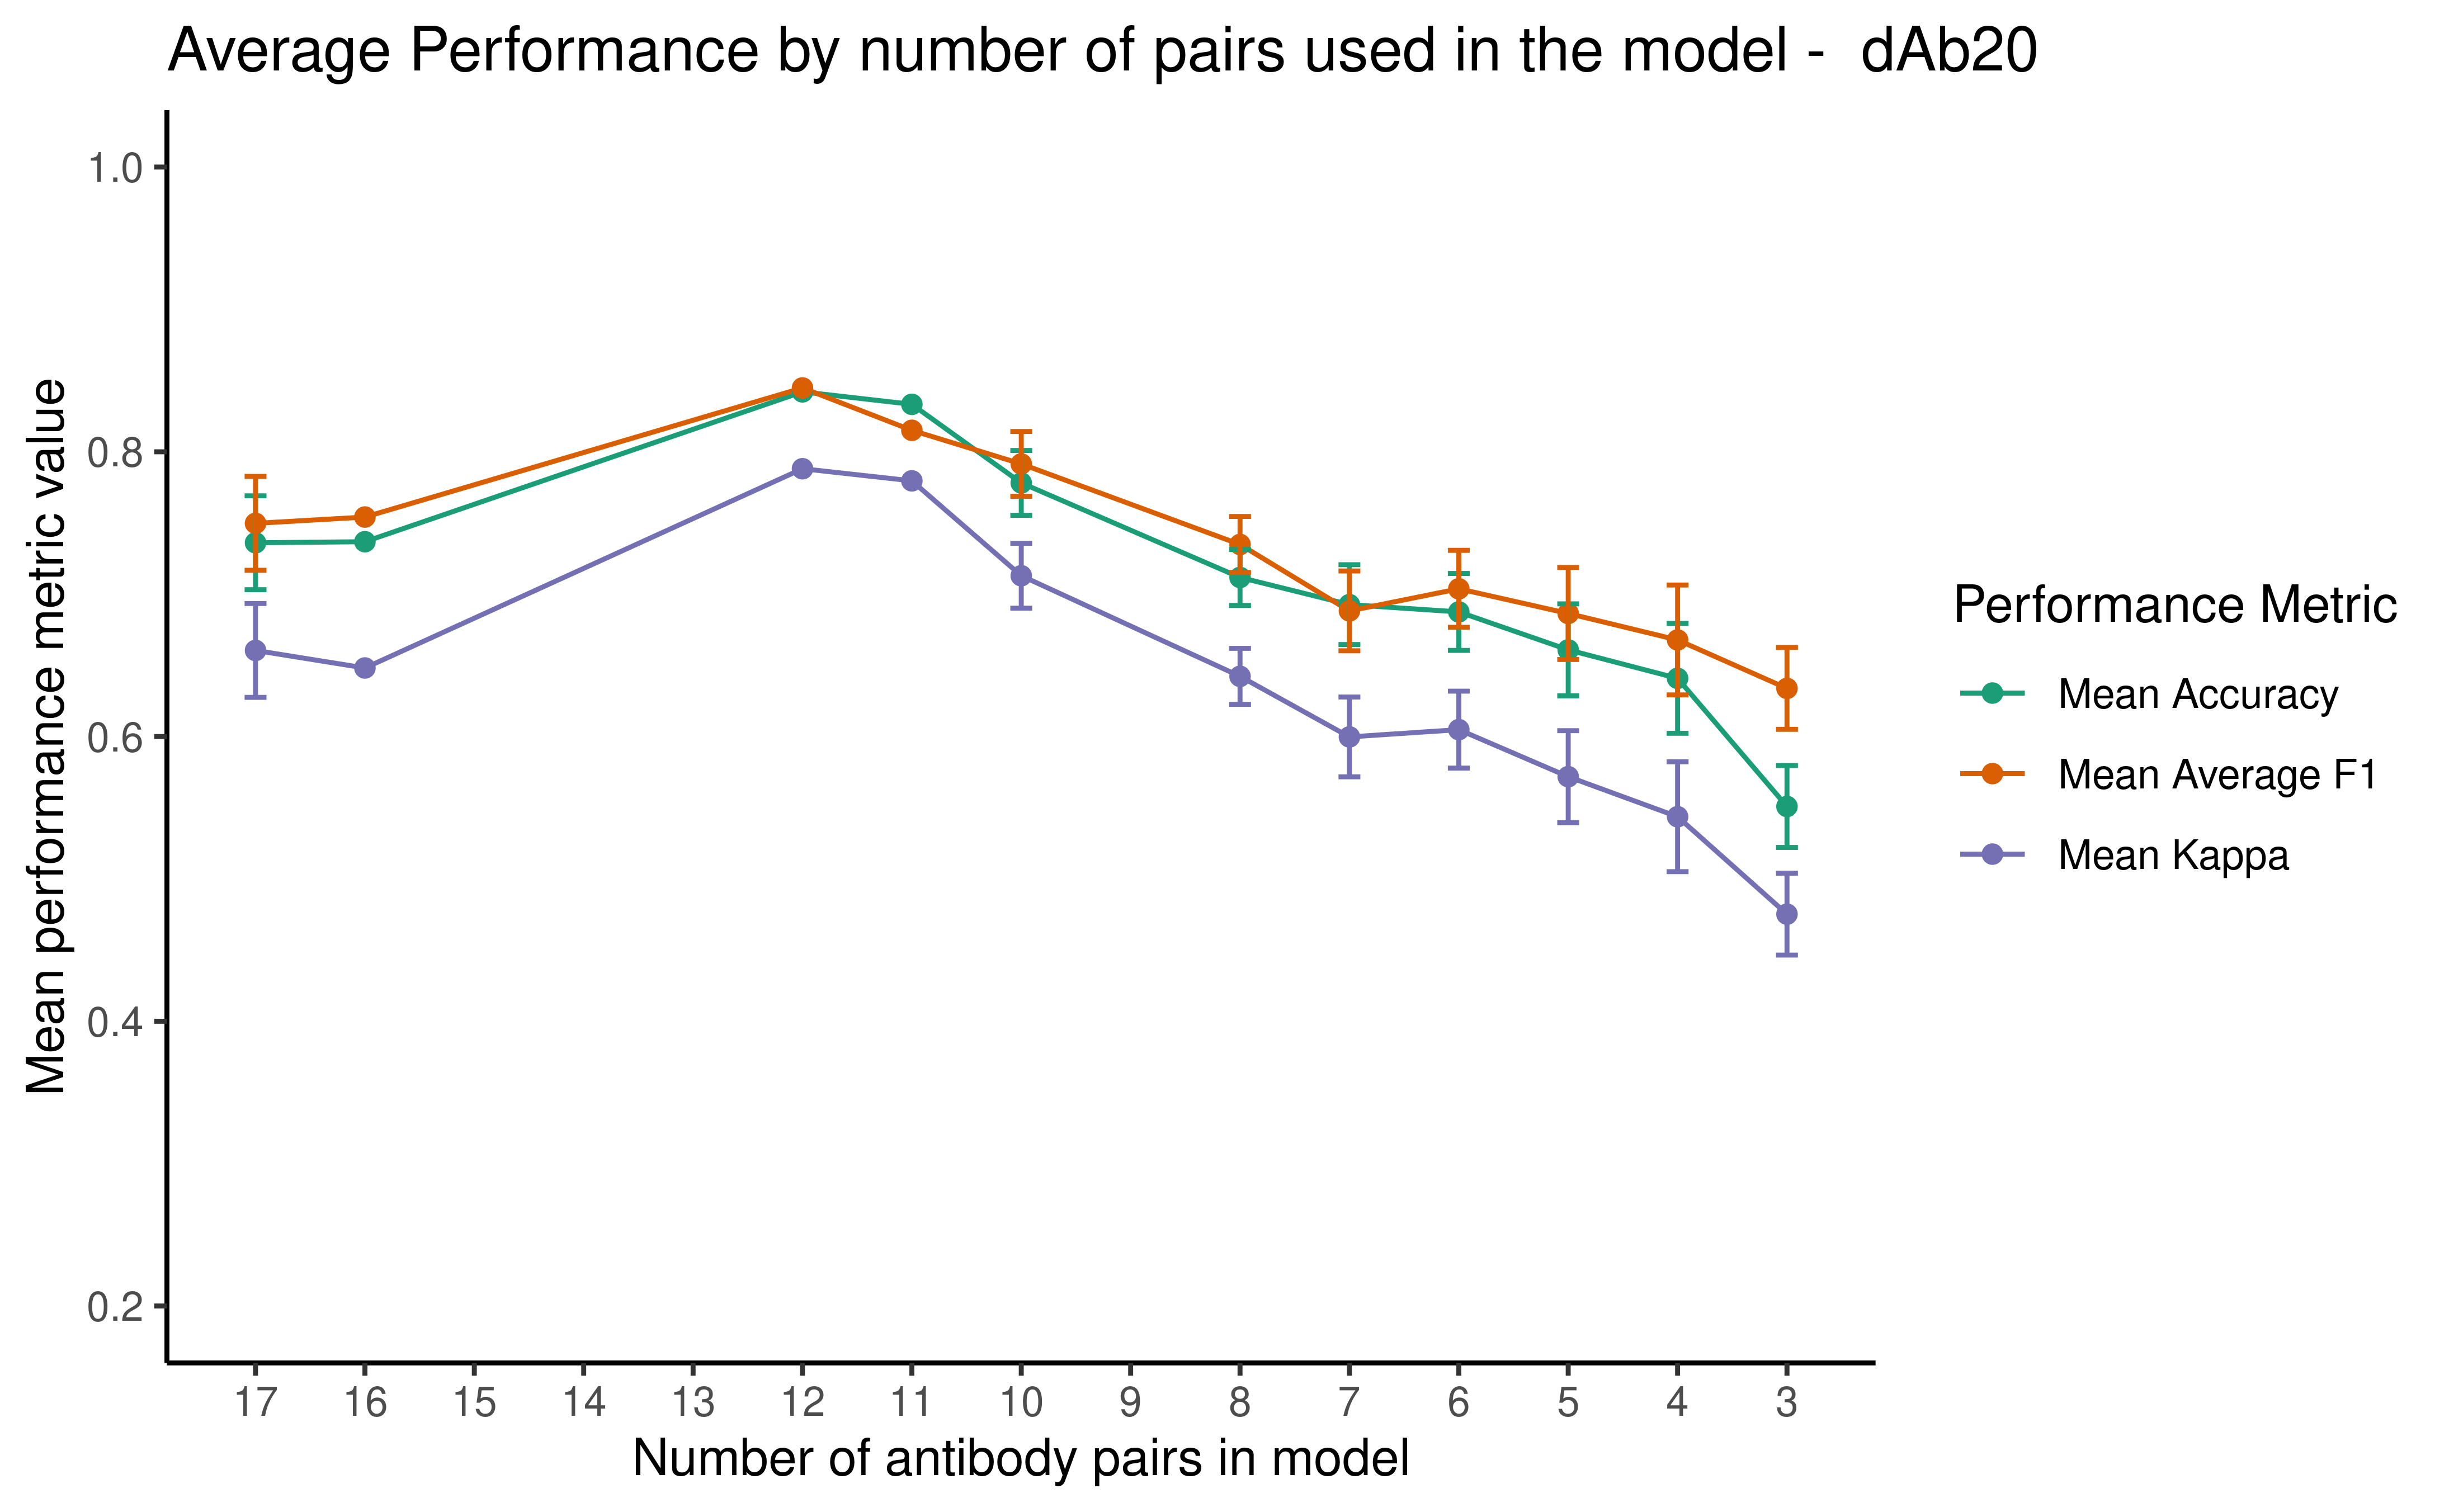 Average Performance by number of pairs used in the model -  dAb20
Mean performance metric value
1.0
0.8
0.6
0.4
0.2
17 16 15 14 13 12 11 10 9 8 7 6 5 4 3
Number of antibody pairs in model
Performance Metric
Mean Accuracy
Mean Average F1
Mean Kappa